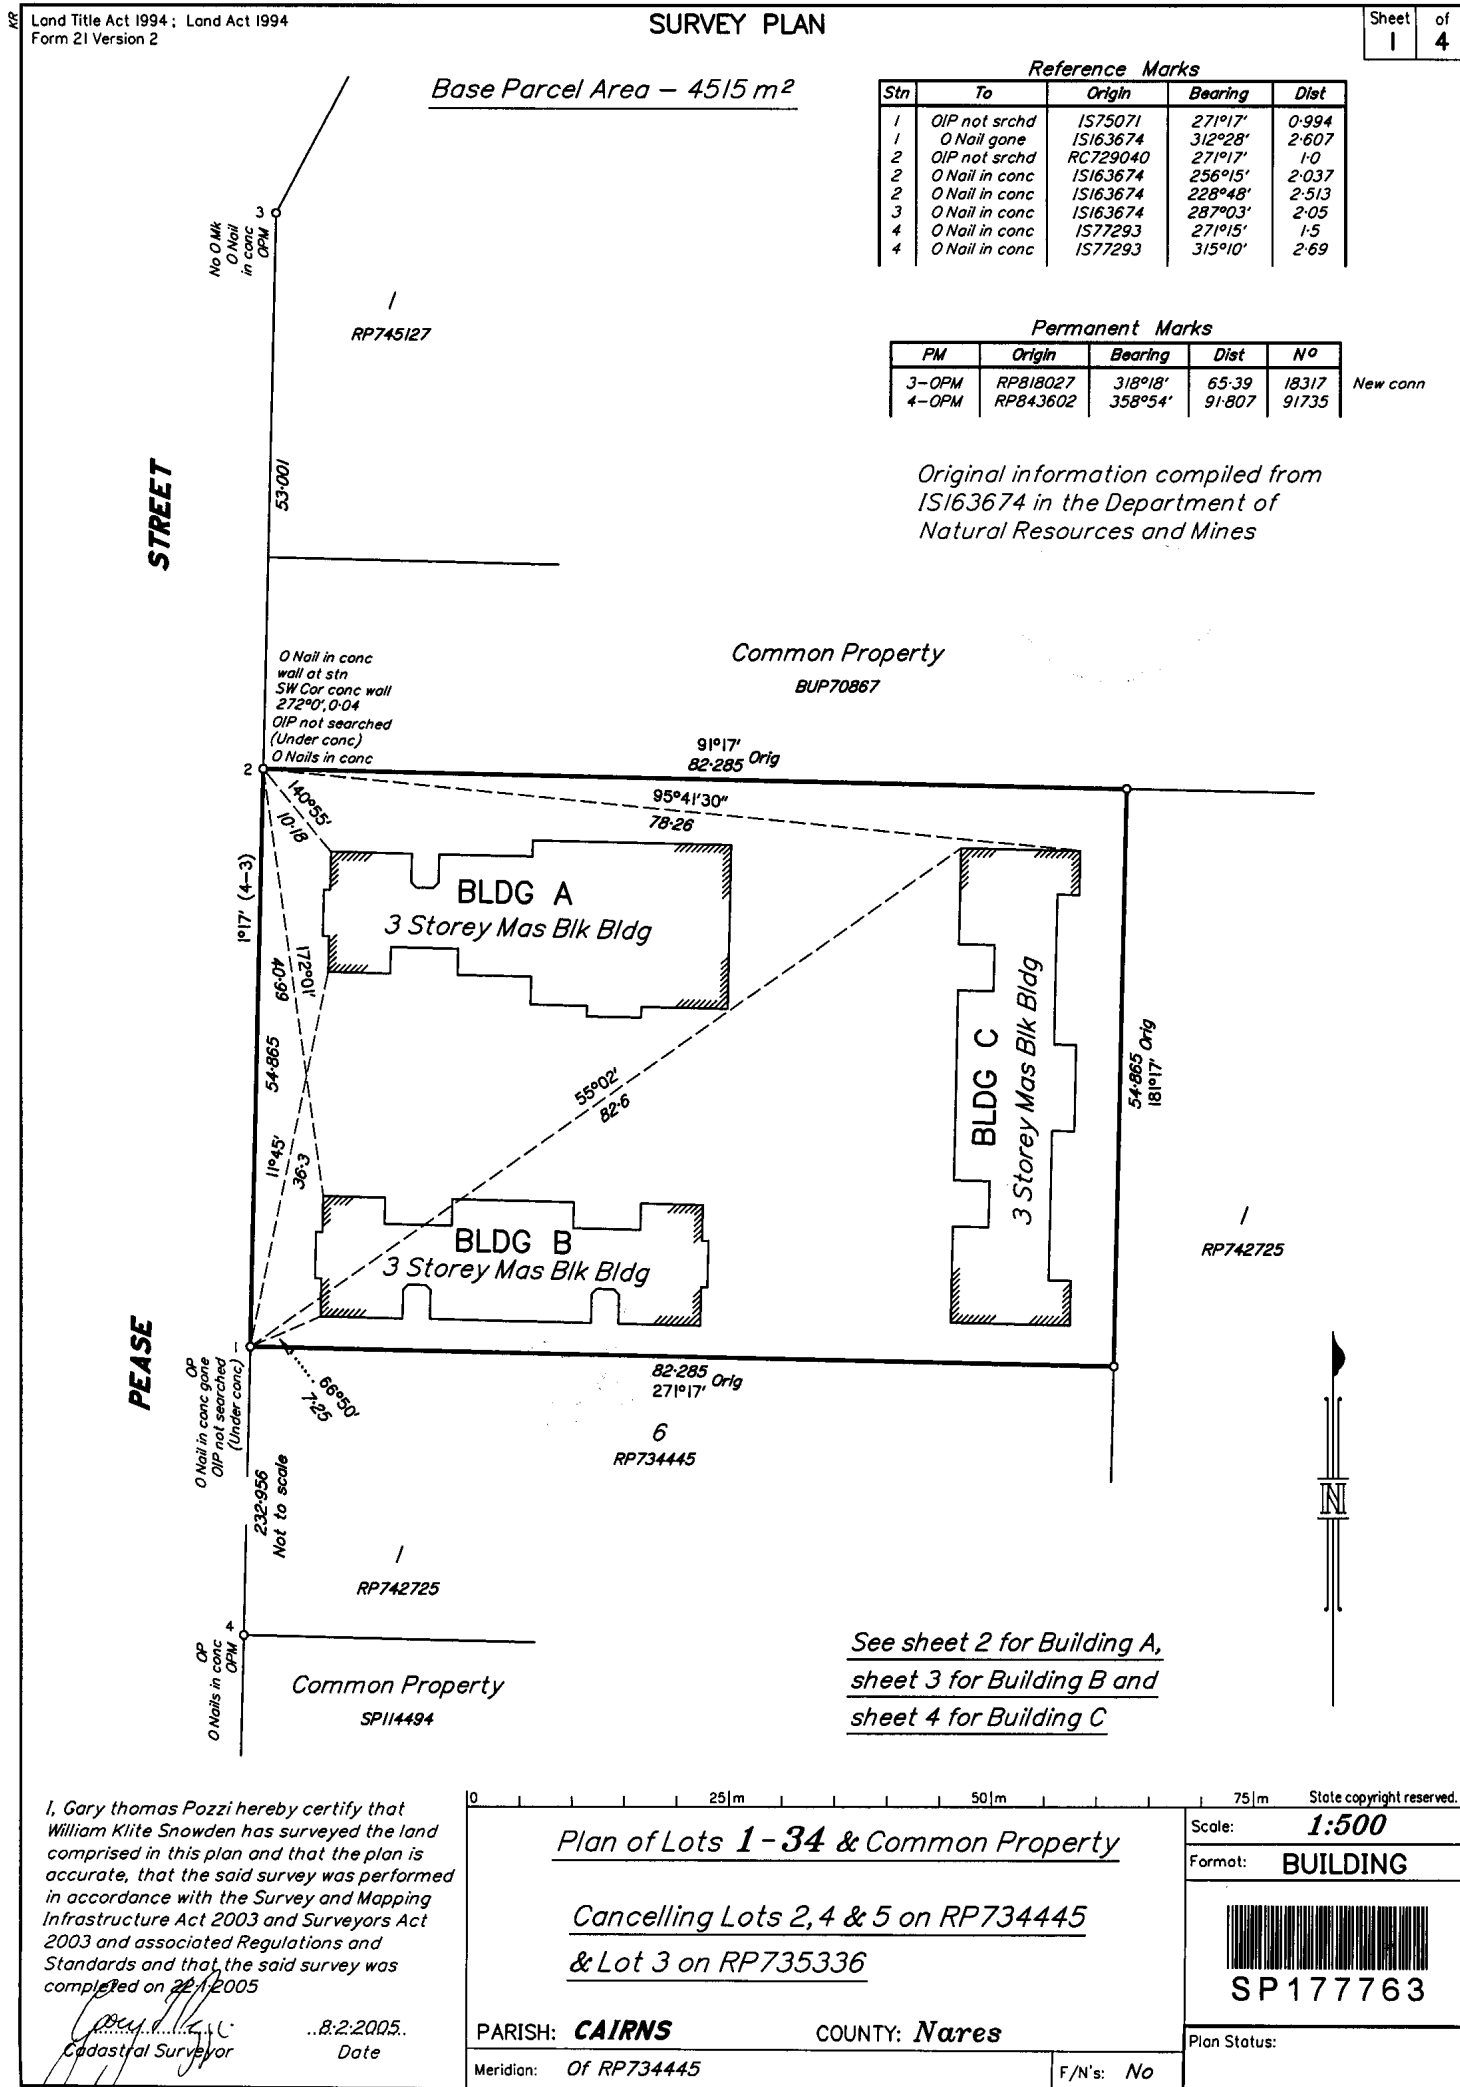 KR
Land Title Act 1994 ; Land Act 1994
Form 21 Version 2
SURVEY PLAN
Sheet of
1 4
Base Parcel Area – 4515 m²
Reference Marks
Stn To Origin Bearing Dist
1 OIP not srchd IS75071 271°17' 0·994
1 O Nail gone IS163674 312°28' 2·607
2 OIP not srchd RC729040 271°17' 1·0
2 O Nail in conc IS163674 256°15' 2·037
2 O Nail in conc IS163674 228°48' 2·513
3 O Nail in conc IS163674 287°03' 2·05
4 O Nail in conc IS77293 271°15' 1·5
4 O Nail in conc IS77293 315°10' 2·69
3
No O Mk
O Nail
in conc
OPM
1
RP745127
Permanent Marks
PM Origin Bearing Dist Nº
3-OPM RP818027 318°18' 65·39 18317 New conn
4-OPM RP843602 358°54' 91·807 91735
Original information compiled from
IS163674 in the Department of
Natural Resources and Mines
STREET
53·001
O Nail in conc
wall at stn
SW Cor conc wall
272°0', 0·04
OIP not searched
(Under conc)
O Nails in conc
2
Common Property
BUP70867
91°17'
82·285 Orig
95°41'30"
78·26
140°55'
10·18
1°17' (4-3)
172°01'
40·99
54·865
BLDG A
3 Storey Mas Blk Bldg
55°02'
82·6
11°45'
36·3
BLDG C
3 Storey Mas Blk Bldg
54·865 Orig
181°17'
BLDG B
3 Storey Mas Blk Bldg
1
RP742725
PEASE
1
OP
O Nail in conc gone
OIP not searched
(Under conc)
66°50'
7·25
82·285 Orig
271°17'
6
RP734445
232·956
Not to scale
1
RP742725
N
4
OP
O Nails in conc
OPM
Common Property
SP114494
See sheet 2 for Building A,
sheet 3 for Building B and
sheet 4 for Building C
I, Gary thomas Pozzi hereby certify that
William Klite Snowden has surveyed the land
comprised in this plan and that the plan is
accurate, that the said survey was performed
in accordance with the Survey and Mapping
Infrastructure Act 2003 and Surveyors Act
2003 and associated Regulations and
Standards and that the said survey was
completed on 22·1·2005
8·2·2005
Cadastral Surveyor Date
0 25m 50m 75m State copyright reserved.
Plan of Lots 1-34 & Common Property
Cancelling Lots 2, 4 & 5 on RP734445
& Lot 3 on RP735336
Scale: 1:500
Format: BUILDING
SP177763
PARISH: CAIRNS COUNTY: Nares
Meridian: Of RP734445 F/N's: No
Plan Status: